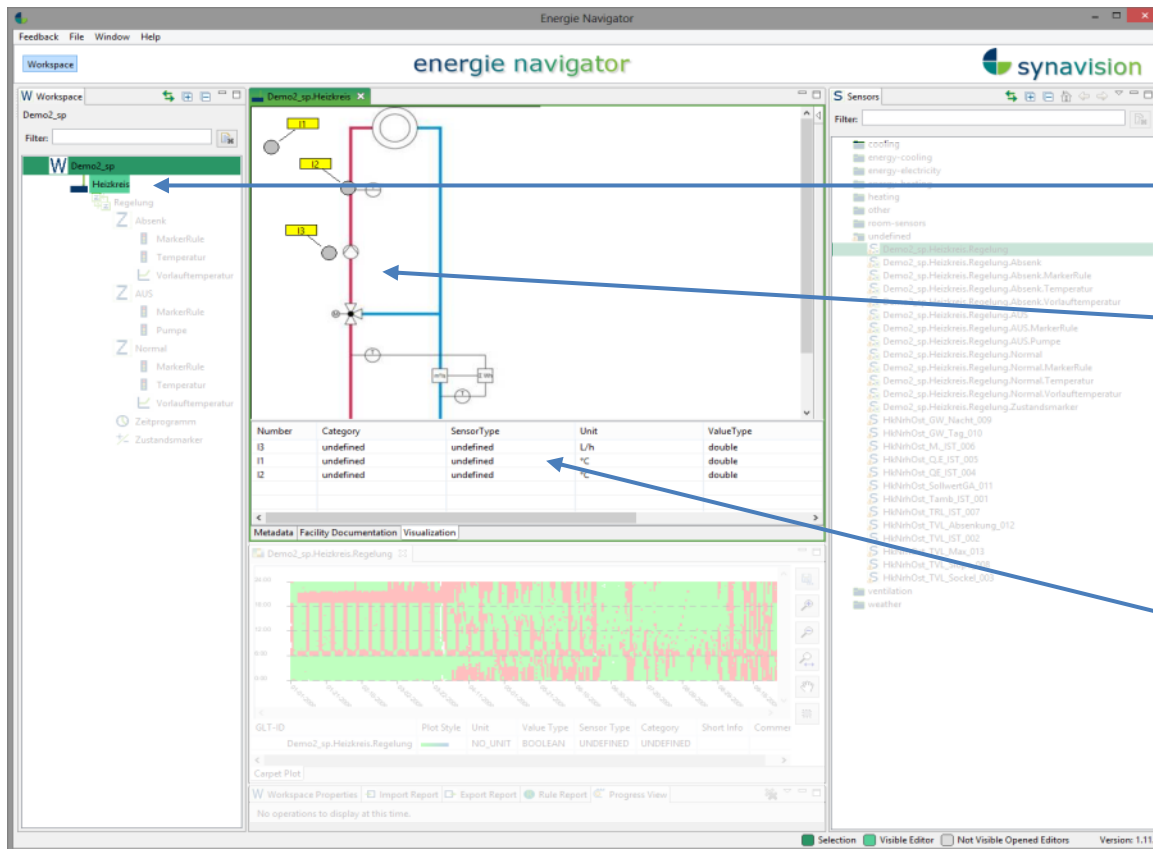 Energie Navigator
Feedback File Window Help
Workspace
energie navigator
synavision
W Workspace
Demo2_sp
Filter:
W Demo2_sp
Heizkreis
Regelung
Z Absenk
MarkerRule
Temperatur
Vorlauftemperatur
Z AUS
MarkerRule
Pumpe
Z Normal
MarkerRule
Temperatur
Vorlauftemperatur
Zeitprogramm
Zustandsmarker
Demo2_sp.Heizkreis
I1
I2
I3
Number Category SensorType Unit ValueType
I3 undefined undefined L/h double
I1 undefined undefined °C double
I2 undefined undefined °C double
Metadata Facility Documentation Visualization
Demo2_sp.Heizkreis.Regelung
18:00
12:00
6:00
0:00
GLT-ID Plot Style Unit Value Type Sensor Type Category Short Info Commer
Demo2_sp.Heizkreis.Regelung NO_UNIT BOOLEAN UNDEFINED UNDEFINED
Carpet Plot
W Workspace Properties Import Report Export Report Rule Report Progress View
No operations to display at this time.
S Sensors
Filter:
cooling
energy-cooling
energy-electricity
heating
other
room-sensors
undefined
Demo2_sp.Heizkreis.Regelung
Demo2_sp.Heizkreis.Regelung.Absenk
Demo2_sp.Heizkreis.Regelung.Absenk.MarkerRule
Demo2_sp.Heizkreis.Regelung.Absenk.Temperatur
Demo2_sp.Heizkreis.Regelung.Absenk.Vorlauftemperatur
Demo2_sp.Heizkreis.Regelung.AUS
Demo2_sp.Heizkreis.Regelung.AUS.MarkerRule
Demo2_sp.Heizkreis.Regelung.AUS.Pumpe
Demo2_sp.Heizkreis.Regelung.Normal
Demo2_sp.Heizkreis.Regelung.Normal.MarkerRule
Demo2_sp.Heizkreis.Regelung.Normal.Temperatur
Demo2_sp.Heizkreis.Regelung.Normal.Vorlauftemperatur
Demo2_sp.Heizkreis.Regelung.Zustandsmarker
HkNrhOst_GW_Nacht_009
HkNrhOst_GW_Tag_010
HkNrhOst_M_IST_006
HkNrhOst_Q.E_IST_005
HkNrhOst_QE_IST_004
HkNrhOst_SollwertGA_011
HkNrhOst_Tamb_IST_001
HkNrhOst_TRL_IST_007
HkNrhOst_TVL_Absenkung_012
HkNrhOst_TVL_IST_002
HkNrhOst_TVL_Max_013
HkNrhOst_TVL_Sockel_003
ventilation
weather
Selection Visible Editor Not Visible Opened Editors Version: 1.11.